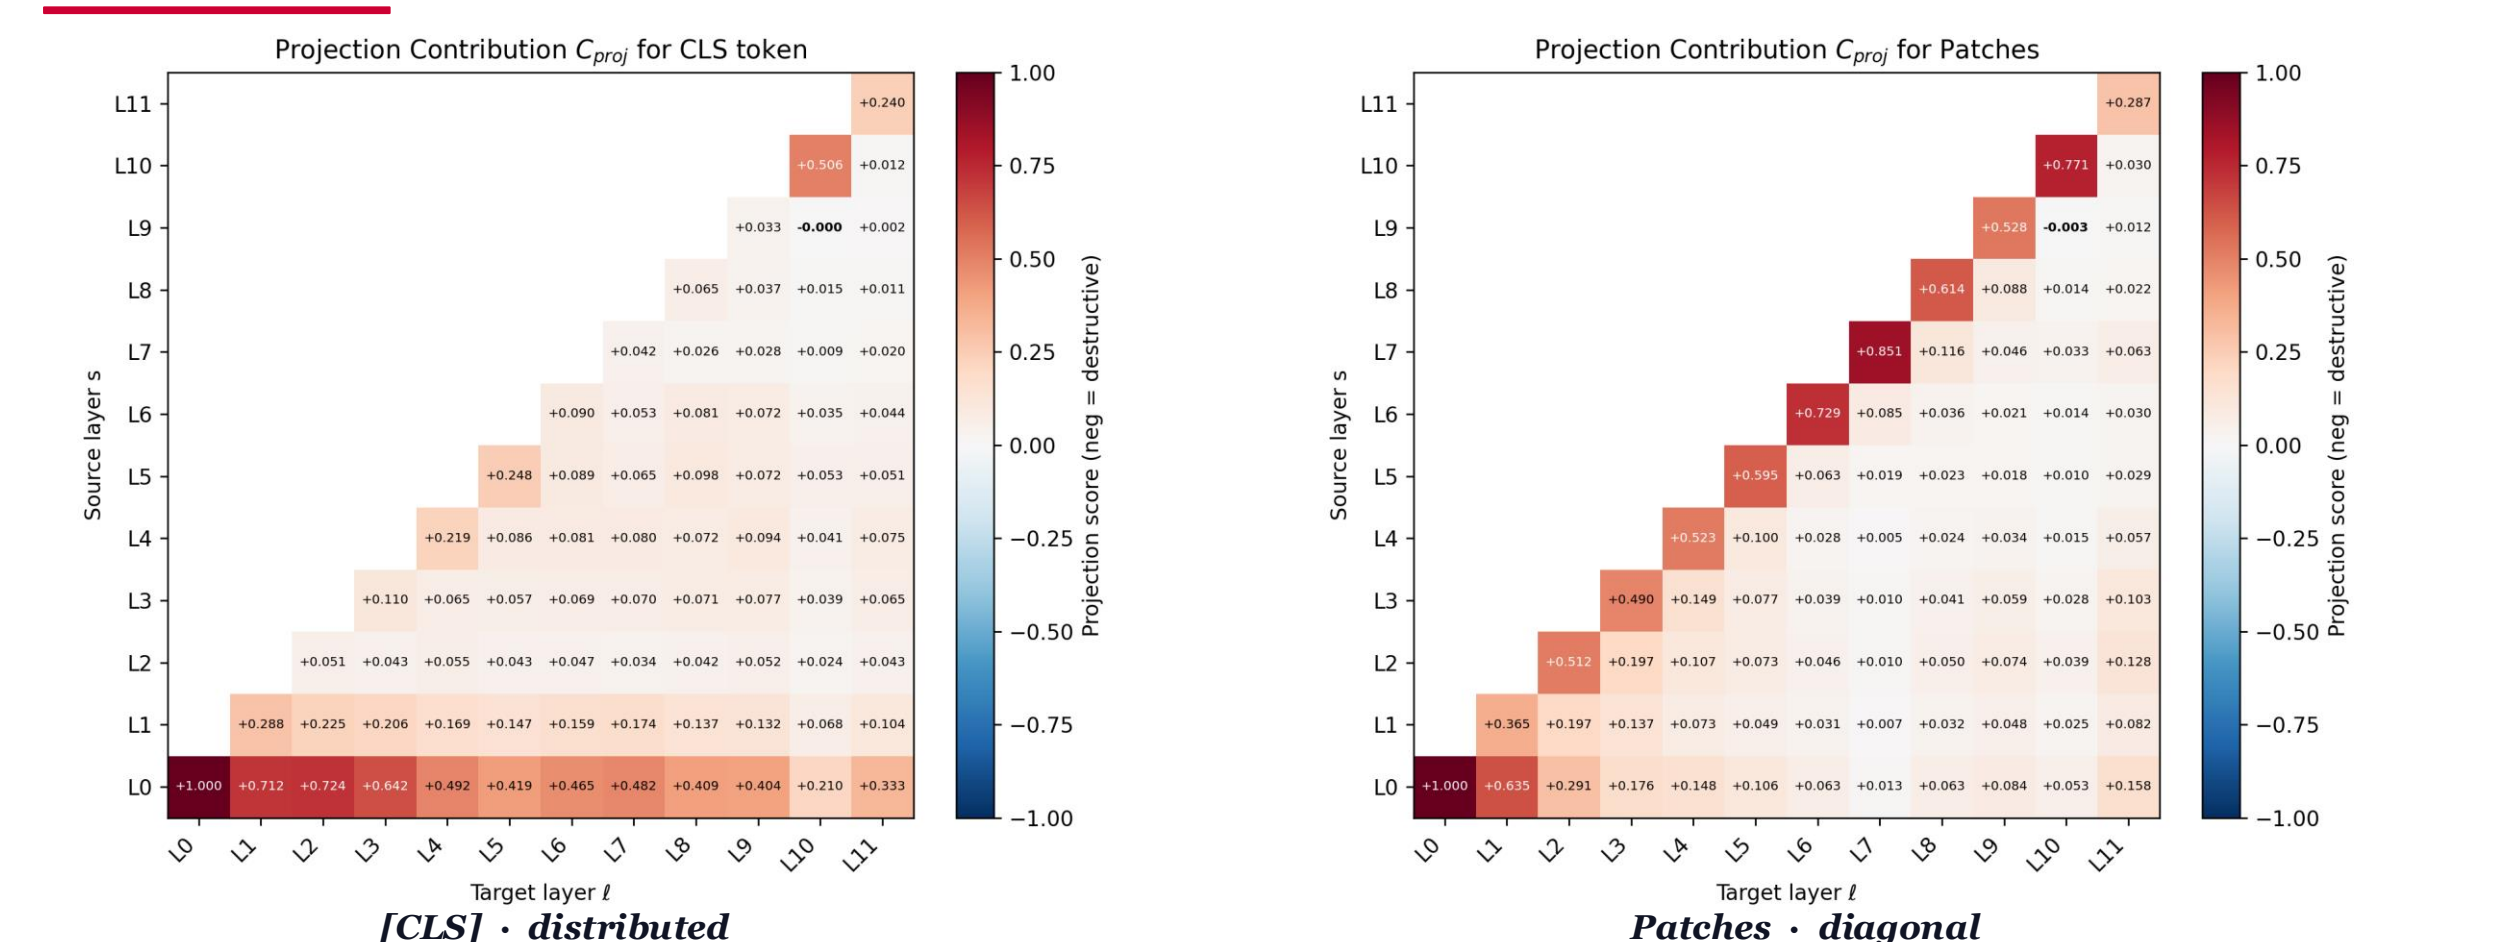 Projection Contribution C_proj for CLS token
L11 +0.240
L10 +0.506 +0.012
L9 +0.033 -0.000 +0.002
L8 +0.065 +0.037 +0.015 +0.011
L7 +0.042 +0.026 +0.028 +0.009 +0.020
L6 +0.090 +0.053 +0.081 +0.072 +0.035 +0.044
L5 +0.248 +0.089 +0.065 +0.098 +0.072 +0.053 +0.051
L4 +0.219 +0.086 +0.081 +0.080 +0.072 +0.094 +0.041 +0.075
L3 +0.110 +0.065 +0.057 +0.069 +0.070 +0.071 +0.077 +0.039 +0.065
L2 +0.051 +0.043 +0.055 +0.043 +0.047 +0.034 +0.042 +0.052 +0.024 +0.043
L1 +0.288 +0.225 +0.206 +0.169 +0.147 +0.159 +0.174 +0.137 +0.132 +0.068 +0.104
L0 +1.000 +0.712 +0.724 +0.642 +0.492 +0.419 +0.465 +0.482 +0.409 +0.404 +0.210 +0.333
L0 L1 L2 L3 L4 L5 L6 L7 L8 L9 L10 L11
Source layer s
Target layer ℓ
1.00
0.75
0.50
0.25
0.00
−0.25
−0.50
−0.75
−1.00
Projection score (neg = destructive)
[CLS] · distributed
Projection Contribution C_proj for Patches
L11 +0.287
L10 +0.771 +0.030
L9 +0.528 -0.003 +0.012
L8 +0.614 +0.088 +0.014 +0.022
L7 +0.851 +0.116 +0.046 +0.033 +0.063
L6 +0.729 +0.085 +0.036 +0.021 +0.014 +0.030
L5 +0.595 +0.063 +0.019 +0.023 +0.018 +0.010 +0.029
L4 +0.523 +0.100 +0.028 +0.005 +0.024 +0.034 +0.015 +0.057
L3 +0.490 +0.149 +0.077 +0.039 +0.010 +0.041 +0.059 +0.028 +0.103
L2 +0.512 +0.197 +0.107 +0.073 +0.046 +0.010 +0.050 +0.074 +0.039 +0.128
L1 +0.365 +0.197 +0.137 +0.073 +0.049 +0.031 +0.007 +0.032 +0.048 +0.025 +0.082
L0 +1.000 +0.635 +0.291 +0.176 +0.148 +0.106 +0.063 +0.013 +0.063 +0.084 +0.053 +0.158
L0 L1 L2 L3 L4 L5 L6 L7 L8 L9 L10 L11
Source layer s
Target layer ℓ
1.00
0.75
0.50
0.25
0.00
−0.25
−0.50
−0.75
−1.00
Projection score (neg = destructive)
Patches · diagonal